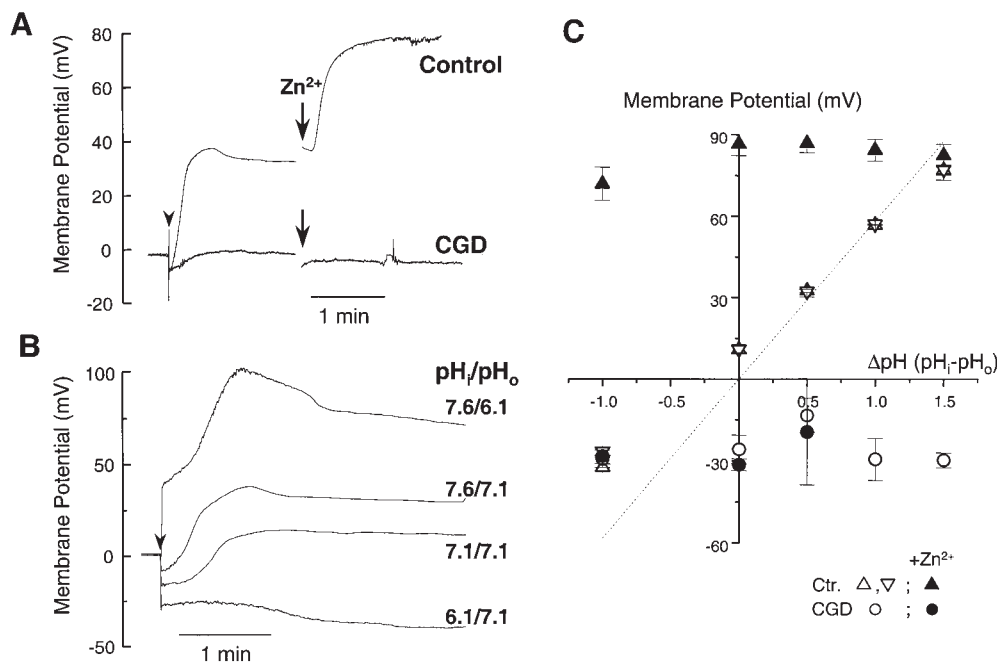 A
Membrane Potential (mV)
80
60
40
20
0
-20
Zn²⁺
Control
CGD
1 min
B
Membrane Potential (mV)
100
50
0
-50
pHi/pHo
7.6/6.1
7.6/7.1
7.1/7.1
6.1/7.1
1 min
C
Membrane Potential (mV)
90
60
30
-30
-60
ΔpH (pHi-pHo)
-1.0
-0.5
0.0
0.5
1.0
1.5
+Zn²⁺
Ctr. △,▽ ; ▲
CGD ○ ; ●